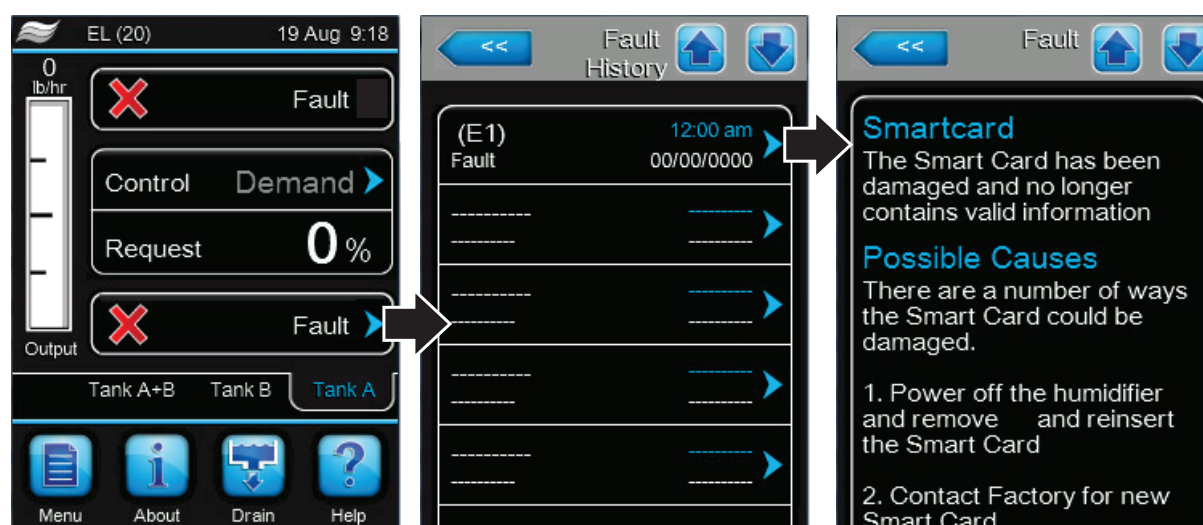 EL (20) 19 Aug 9:18
0
lb/hr
Fault
Control Demand
Request 0 %
Fault
Output
Tank A+B Tank B Tank A
Menu About Drain Help
<<
Fault
History
(E1) 12:00 am
Fault 00/00/0000
---------- ----------
---------- ----------
---------- ----------
---------- ----------
---------- ----------
---------- ----------
---------- ----------
---------- ----------
<< Fault
Smartcard
The Smart Card has been
damaged and no longer
contains valid information
Possible Causes
There are a number of ways
the Smart Card could be
damaged.
1. Power off the humidifier
and remove and reinsert
the Smart Card
2. Contact Factory for new
Smart Card